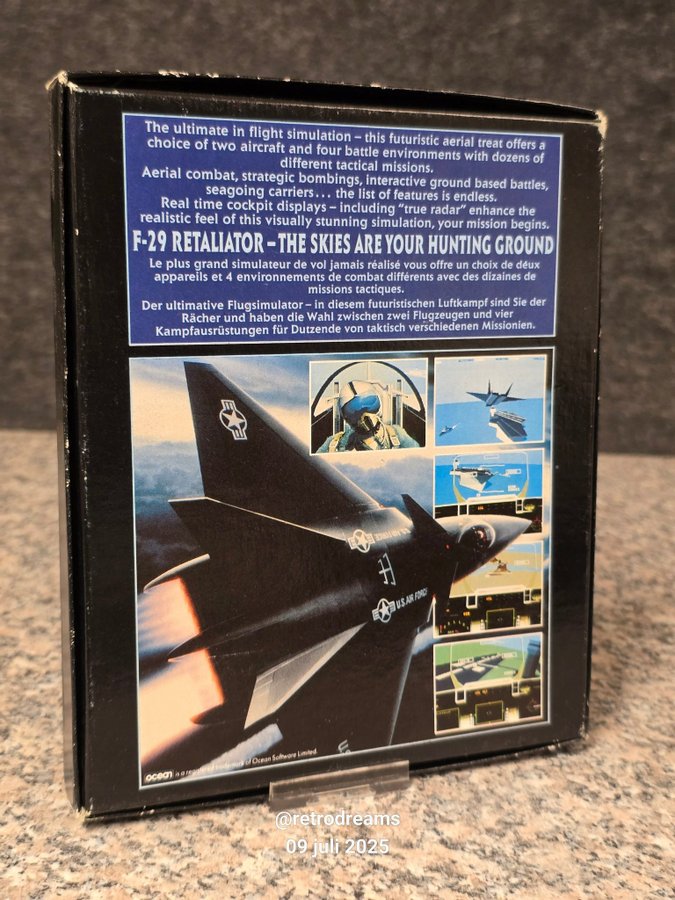 The ultimate in flight simulation – this futuristic aerial treat offers a
choice of two aircraft and four battle environments with dozens of
different tactical missions.
Aerial combat, strategic bombings, interactive ground based battles,
seagoing carriers... the list of features is endless.
Real time cockpit displays – including "true radar" enhance the
realistic feel of this visually stunning simulation, your mission begins.
F-29 RETALIATOR – THE SKIES ARE YOUR HUNTING GROUND
Le plus grand simulateur de vol jamais réalisé vous offre un choix de deux
appareils et 4 environnements de combat différents avec des dizaines de
missions tactiques.
Der ultimative Flugsimulator – in diesem futuristischen Luftkampf sind Sie der
Rächer und haben die Wahl zwischen zwei Flugzeugen und vier
Kampfausrüstungen für Dutzende von taktisch verschiedenen Missionien.
U.S. AIR FORCE
ocean is a registered trademark of Ocean Software Limited.
@retrodreams
09 juli 2025